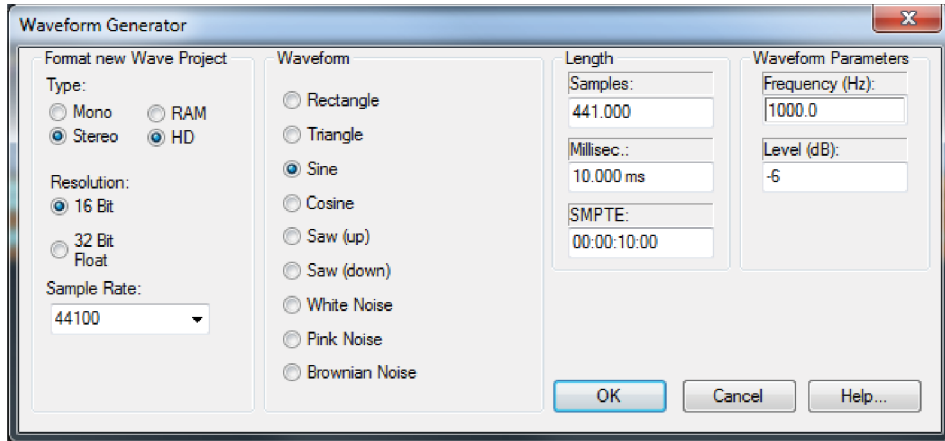 Waveform Generator
Format new Wave Project
Type:
Mono
RAM
Stereo
HD
Resolution:
16 Bit
32 Bit
Float
Sample Rate:
44100
Waveform
Rectangle
Triangle
Sine
Cosine
Saw (up)
Saw (down)
White Noise
Pink Noise
Brownian Noise
Length
Samples:
441.000
Millisec.:
10.000 ms
SMPTE:
00:00:10:00
Waveform Parameters
Frequency (Hz):
1000.0
Level (dB):
-6
OK
Cancel
Help...